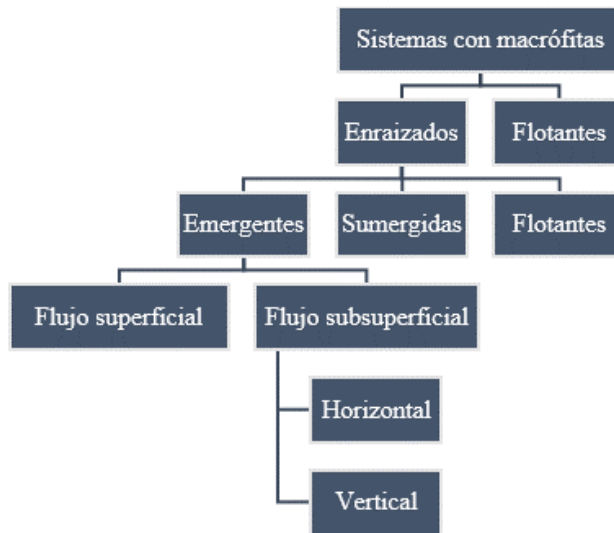 Sistemas con macrófitas
Enraizados
Flotantes
Emergentes
Sumergidas
Flotantes
Flujo superficial
Flujo subsuperficial
Horizontal
Vertical